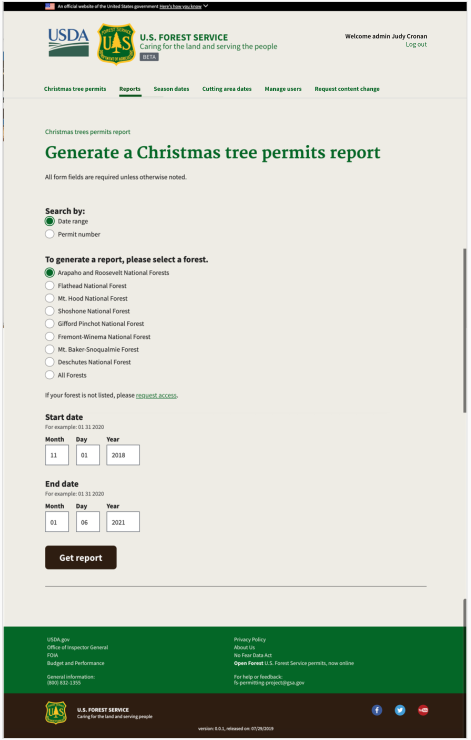 An official website of the United States government Here's how you know
USDA
FOREST SERVICE
U S
DEPARTMENT OF AGRICULTURE
U.S. FOREST SERVICE
Caring for the land and serving the people
BETA
Welcome admin Judy Cronan
Log out
Christmas tree permits Reports Season dates Cutting area dates Manage users Request content change
Christmas trees permits report
Generate a Christmas tree permits report
All form fields are required unless otherwise noted.
Search by:
Date range
Permit number
To generate a report, please select a forest.
Arapaho and Roosevelt National Forests
Flathead National Forest
Mt. Hood National Forest
Shoshone National Forest
Gifford Pinchot National Forest
Fremont-Winema National Forest
Mt. Baker-Snoqualmie Forest
Deschutes National Forest
All Forests
If your forest is not listed, please request access.
Start date
For example: 01 31 2020
Month Day Year
11 01 2018
End date
For example: 01 31 2020
Month Day Year
01 06 2021
Get report
USDA.gov
Office of Inspector General
FOIA
Budget and Performance
General Information:
(800) 832-1355
Privacy Policy
About Us
No Fear Data Act
Open Forest U.S. Forest Service permits, now online
For help or feedback:
fs-permitting-project@gsa.gov
U.S. FOREST SERVICE
Caring for the land and serving people
version: 0.0.1, released on: 07/29/2019